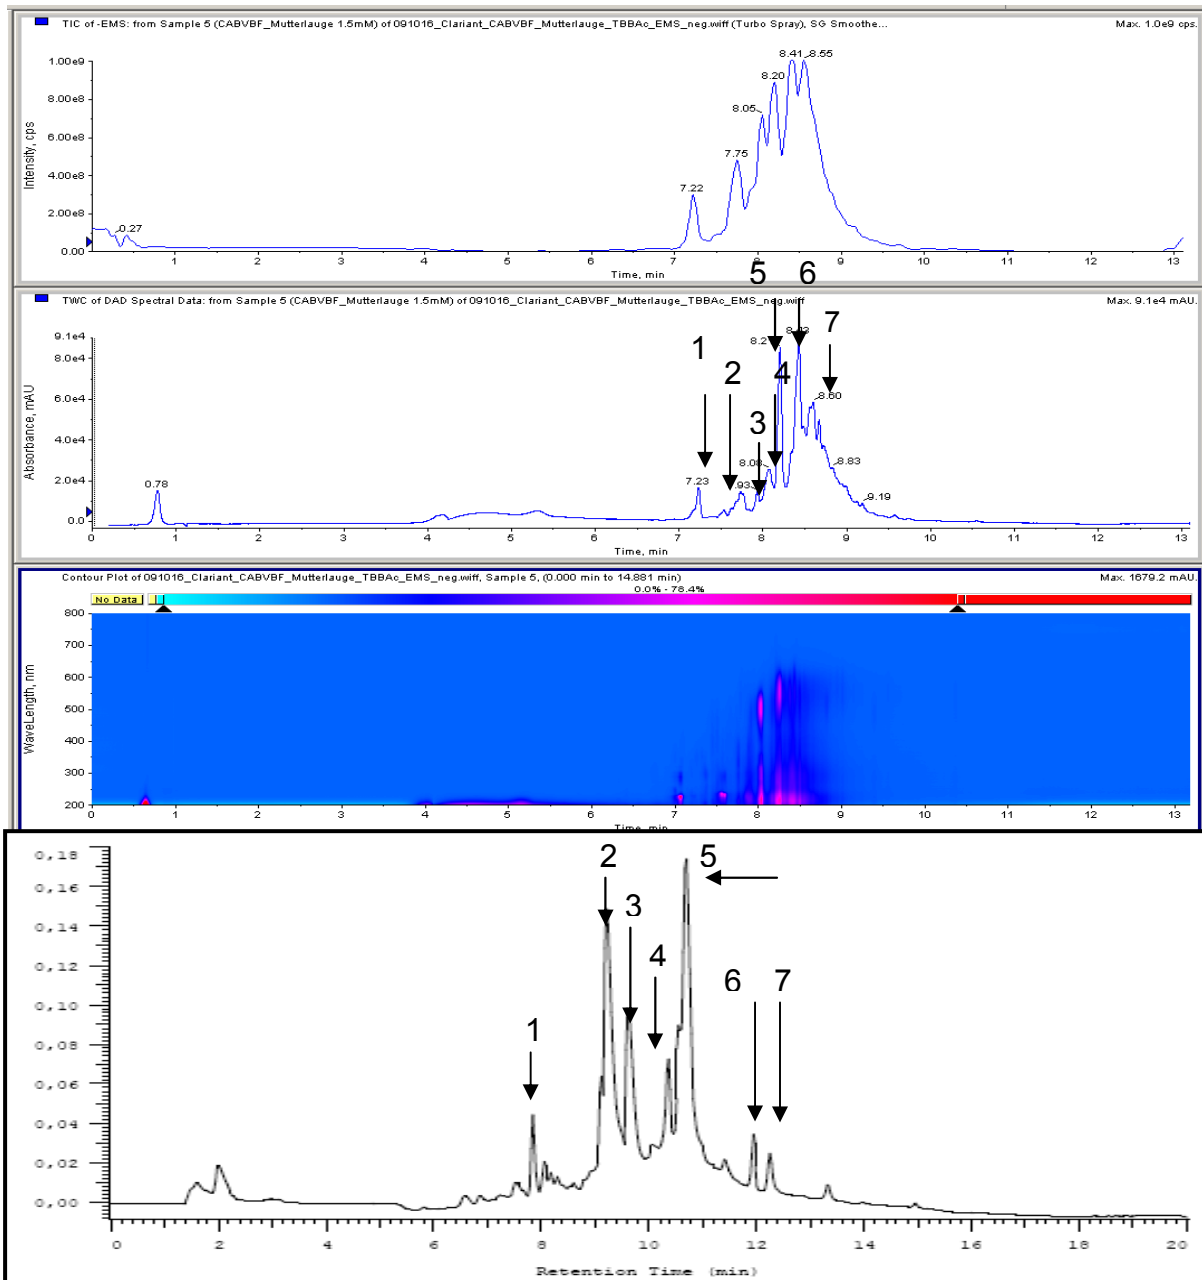 TIC of -EMS: from Sample 5 (CABVBF_Mutterlauge 1.5mM) of 091016_Clariant_CABVBF_Mutterlauge_TBBAc_EMS_neg.wiff (Turbo Spray), SG Smoothe... Max. 1.0e9 cps.
Intensity, cps
1.00e9
8.00e8
6.00e8
4.00e8
2.00e8
0.00
0.27
7.22
7.75
8.05
8.20
8.41
8.55
1 2 3 4 5 6 7 8 9 10 11 12 13
Time, min
5 6
TWC of DAD Spectral Data: from Sample 5 (CABVBF_Mutterlauge 1.5mM) of 091016_Clariant_CABVBF_Mutterlauge_TBBAc_EMS_neg.wiff Max. 9.1e4 mAU.
Absorbance, mAU
9.1e4
8.0e4
6.0e4
4.0e4
2.0e4
0.0
1 2 3 4 7
0.78
7.23
8.60
8.83
9.19
0 1 2 3 4 5 6 7 8 9 10 11 12 13
Time, min
Contour Plot of 091016_Clariant_CABVBF_Mutterlauge_TBBAc_EMS_neg.wiff, Sample 5, (0.000 min to 14.881 min) Max. 1679.2 mAU.
0.0% - 78.4%
No Data
WaveLength, nm
800
700
600
500
400
300
200
0 1 2 3 4 5 6 7 8 9 10 11 12 13
Time, min
0,18
0,16
0,14
0,12
0,10
0,08
0,06
0,04
0,02
0,00
1 2 3 4 5 6 7
0 2 4 6 8 10 12 14 16 18 20
Retention Time (min)